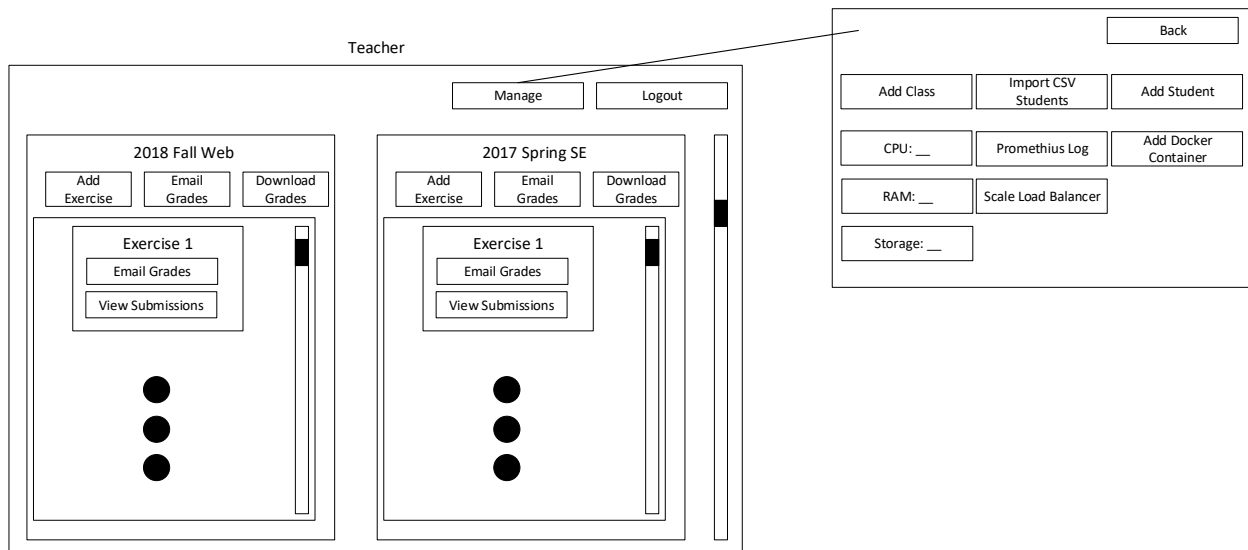 Teacher
Manage
Logout
2018 Fall Web
Add
Exercise
Email
Grades
Download
Grades
Exercise 1
Email Grades
View Submissions
2017 Spring SE
Add
Exercise
Email
Grades
Download
Grades
Exercise 1
Email Grades
View Submissions
Back
Add Class
Import CSV
Students
Add Student
CPU: __
Promethius Log
Add Docker
Container
RAM: __
Scale Load Balancer
Storage: __